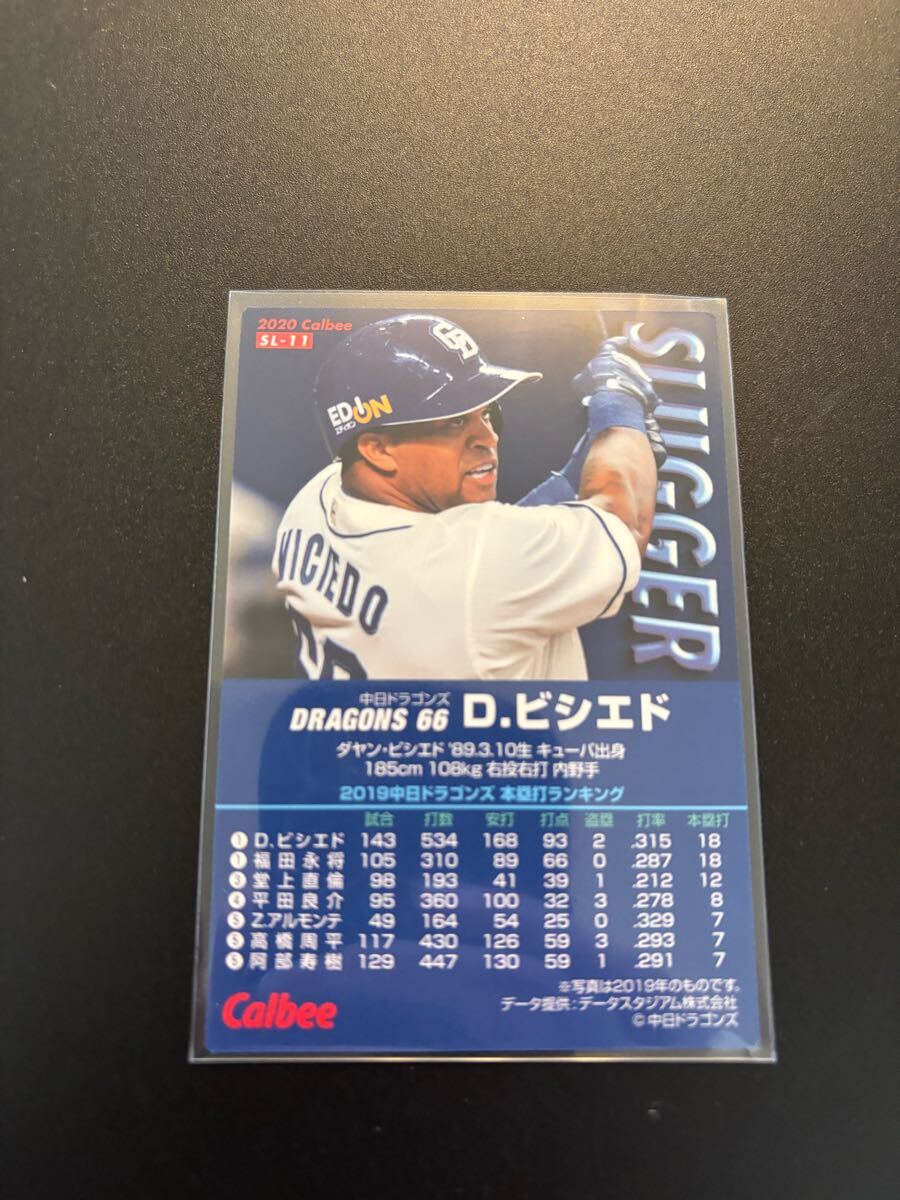 2020 Calbee
SL-11
SLUGGER
EDION
エディオン
VICIEDO
中日ドラゴンズ
DRAGONS 66 D.ビシエド
ダヤン・ビシエド '89.3.10生 キューバ出身
185cm 108kg 右投右打 内野手
2019中日ドラゴンズ 本塁打ランキング
試合 打数 安打 打点 盗塁 打率 本塁打
① D.ビシエド 143 534 168 93 2 .315 18
① 福田永将 105 310 89 66 0 .287 18
③ 堂上直倫 98 193 41 39 1 .212 12
④ 平田良介 95 360 100 32 3 .278 8
⑤ Z.アルモンテ 49 164 54 25 0 .329 7
⑤ 高橋周平 117 430 126 59 3 .293 7
⑤ 阿部寿樹 129 447 130 59 1 .291 7
※写真は2019年のものです。
データ提供:データスタジアム株式会社
© 中日ドラゴンズ
Calbee